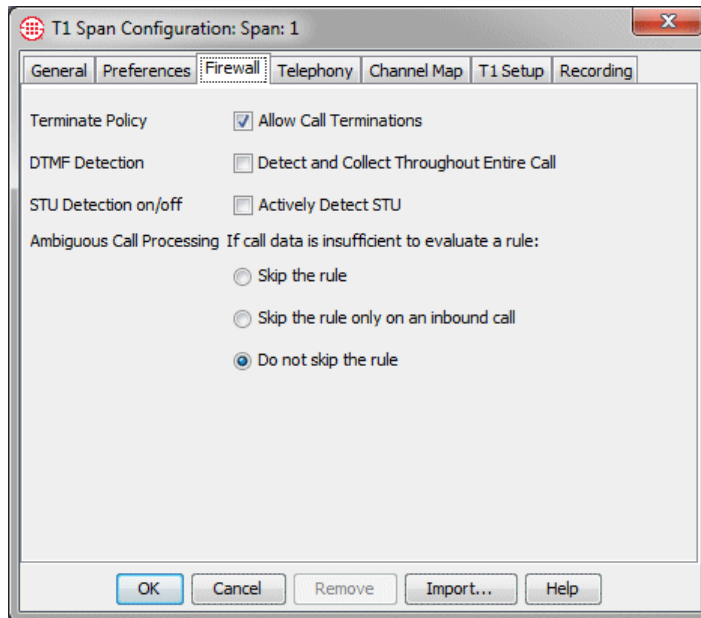 T1 Span Configuration: Span: 1
General Preferences Firewall Telephony Channel Map T1 Setup Recording
Terminate Policy Allow Call Terminations
DTMF Detection Detect and Collect Throughout Entire Call
STU Detection on/off Actively Detect STU
Ambiguous Call Processing If call data is insufficient to evaluate a rule:
Skip the rule
Skip the rule only on an inbound call
Do not skip the rule
OK Cancel Remove Import... Help